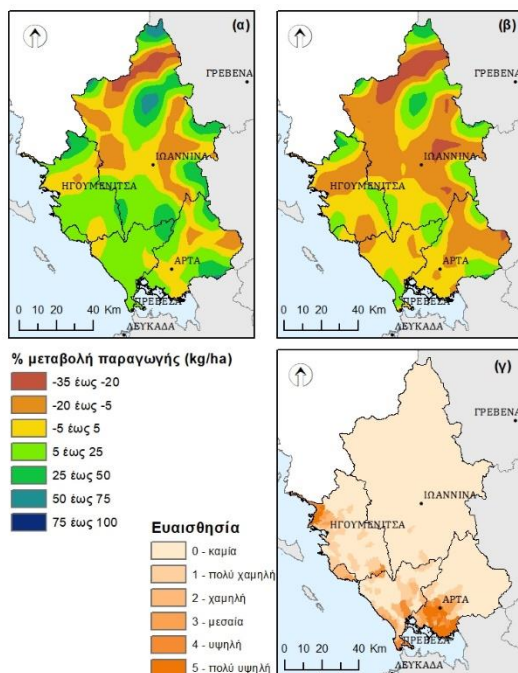 (α)
ΓΡΕΒΕΝΑ
ΙΩΑΝΝΙΝΑ
ΗΓΟΥΜΕΝΙΤΣΑ
ΑΡΤΑ
ΠΡΕΒΕΖΑ
ΛΕΥΚΑΔΑ
0 10 20 40 Km
(β)
ΓΡΕΒΕΝΑ
ΙΩΑΝΝΙΝΑ
ΗΓΟΥΜΕΝΙΤΣΑ
ΑΡΤΑ
ΠΡΕΒΕΖΑ
ΛΕΥΚΑΔΑ
0 10 20 40 Km
% μεταβολή παραγωγής (kg/ha)
-35 έως -20
-20 έως -5
-5 έως 5
5 έως 25
25 έως 50
50 έως 75
75 έως 100
Ευαισθησία
0 - καμία
1 - πολύ χαμηλή
2 - χαμηλή
3 - μεσαία
4 - υψηλή
5 - πολύ υψηλή
(γ)
ΓΡΕΒΕΝΑ
ΙΩΑΝΝΙΝΑ
ΗΓΟΥΜΕΝΙΤΣΑ
ΑΡΤΑ
ΠΡΕΒΕΖΑ
ΛΕΥΚΑΔΑ
0 10 20 40 Km